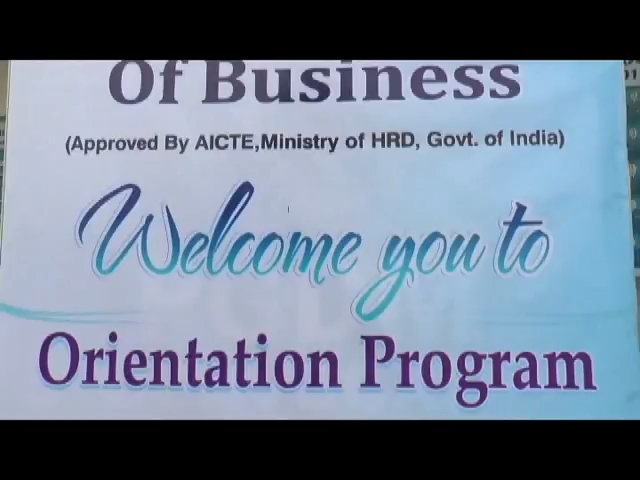 Of Business
(Approved By AICTE,Ministry of HRD, Govt. of India)
Welcome you to
Orientation Program